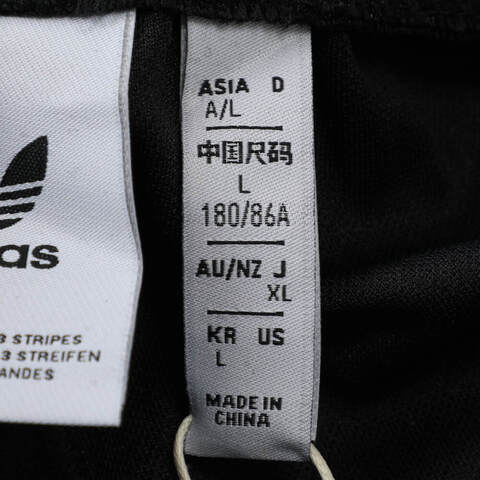 das
3 STRIPES
3 STREIFEN
ANDES
ASIA D
A/L
中国尺码
L
180/86A
AU/NZ J
XL
KR US
L
MADE IN
CHINA